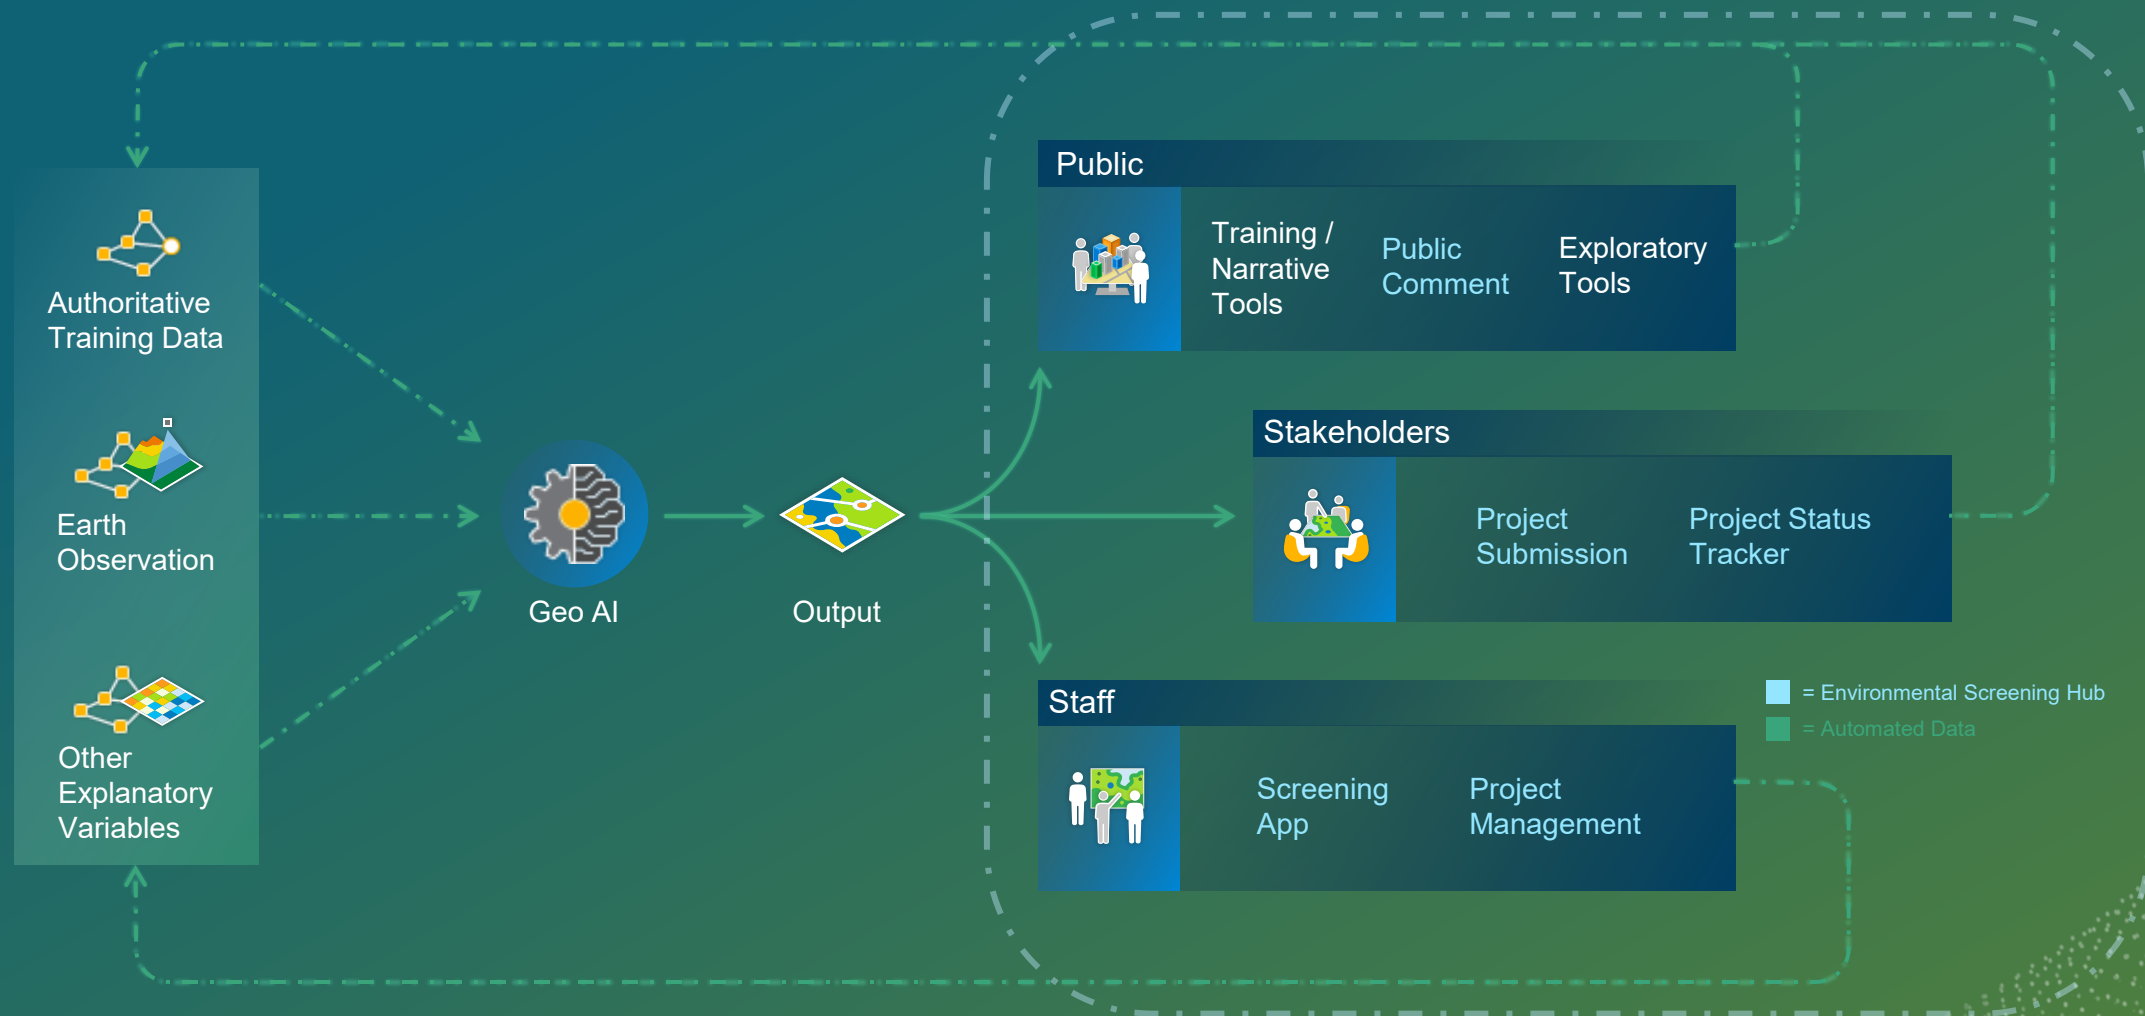 Authoritative
Training Data
Earth
Observation
Other
Explanatory
Variables
Geo AI
Output
Public
Training /
Narrative
Tools
Public
Comment
Exploratory
Tools
Stakeholders
Project
Submission
Project Status
Tracker
Staff
Screening
App
Project
Management
= Environmental Screening Hub
= Automated Data